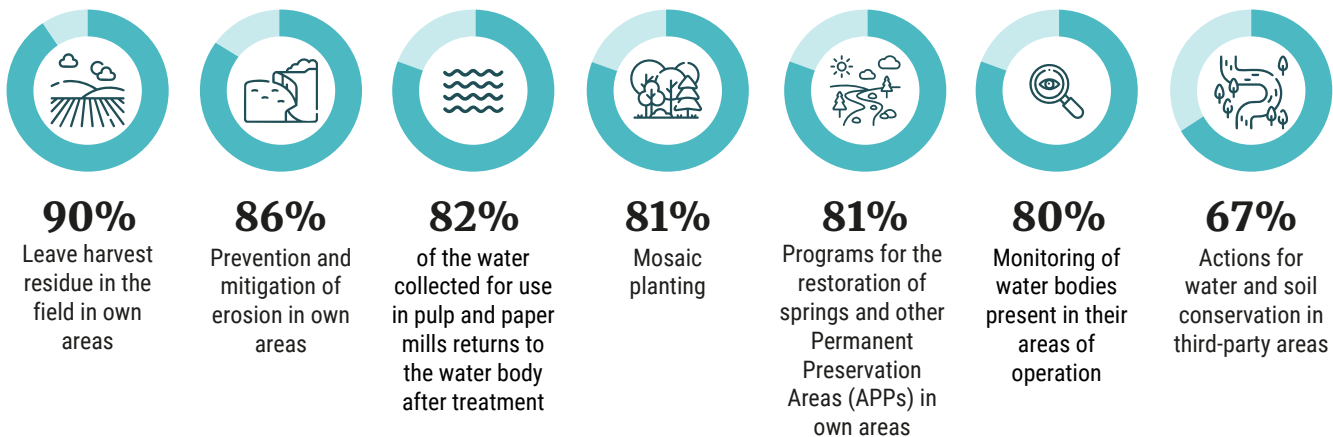 90%
Leave harvest
residue in the
field in own
areas
86%
Prevention and
mitigation of
erosion in own
areas
82%
of the water
collected for use
in pulp and paper
mills returns to
the water body
after treatment
81%
Mosaic
planting
81%
Programs for the
restoration of
springs and other
Permanent
Preservation
Areas (APPs) in
own areas
80%
Monitoring of
water bodies
present in their
areas of
operation
67%
Actions for
water and soil
conservation in
third-party areas